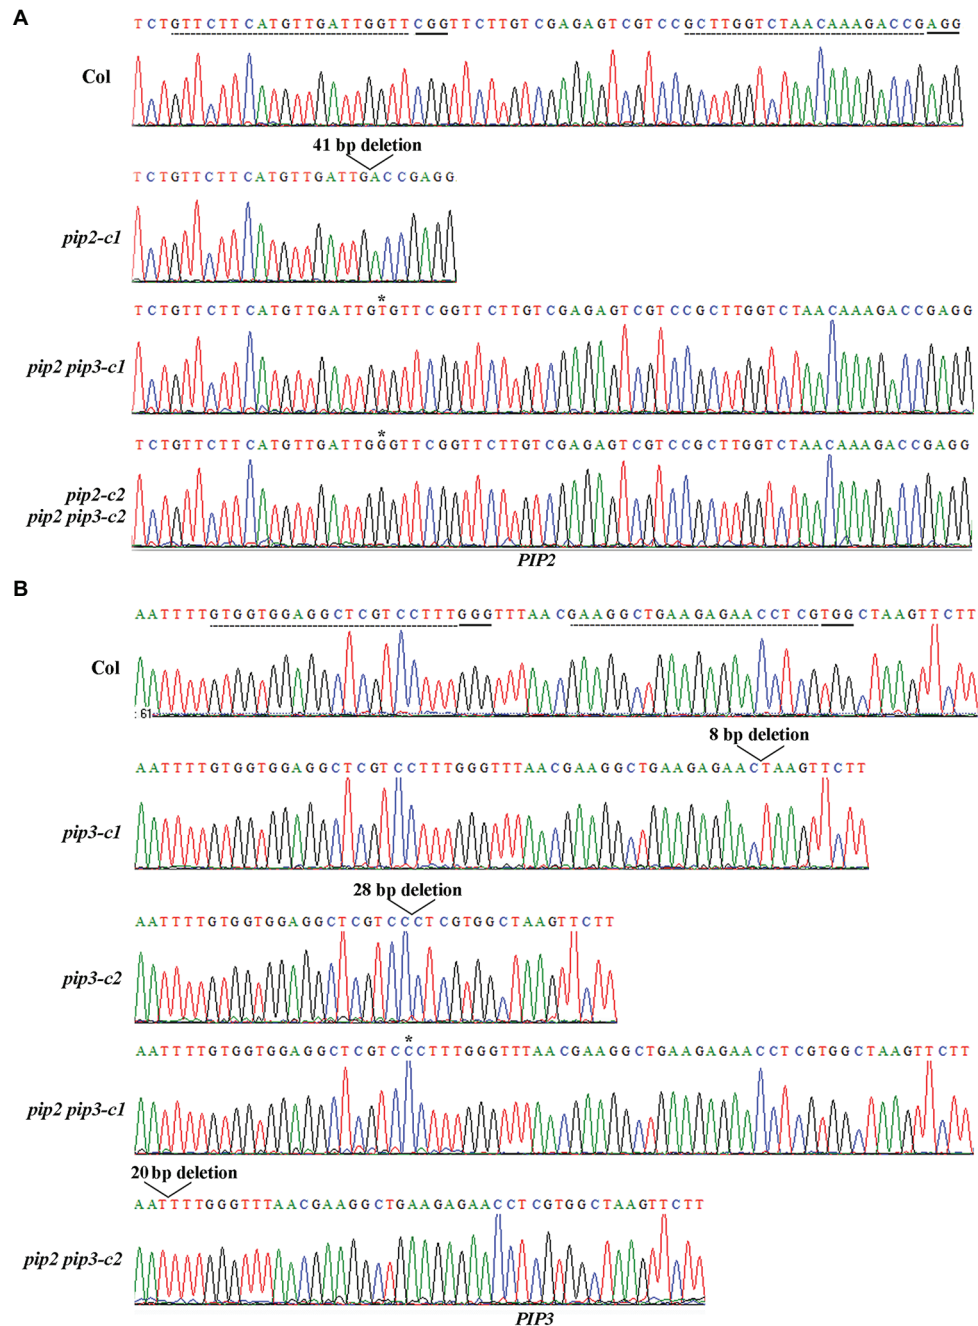 A
TCTGTTCTTCATGTTGATTGGTTCGGTTCTTGTCGAGAGTCGTCCGCTTGGTCTAACAAAGACCGAGG
Col
41 bp deletion
TCTGTTCTTCATGTTGATTGACCGAGG
pip2-c1
*
TCTGTTCTTCATGTTGATTGTGTTCGGTTCTTGTCGAGAGTCGTCCGCTTGGTCTAACAAAGACCGAGG
pip2 pip3-c1
*
TCTGTTCTTCATGTTGATTGGGTTCGGTTCTTGTCGAGAGTCGTCCGCTTGGTCTAACAAAGACCGAGG
pip2-c2
pip2 pip3-c2
PIP2
B
AATTTTGTGGTGGAGGCTCGTCCTTTGGGTTTAACGAAGGCTGAAGAGAACCTCGTGGCTAAGTTCTT
Col
: 61
8 bp deletion
AATTTTGTGGTGGAGGCTCGTCCTTTGGGTTTAACGAAGGCTGAAGAGAACTAAGTTCTT
pip3-c1
28 bp deletion
AATTTTGTGGTGGAGGCTCGTCCCTCGTGGCTAAGTTCTT
pip3-c2
*
AATTTTGTGGTGGAGGCTCGTCCCTTTGGGTTTAACGAAGGCTGAAGAGAACCTCGTGGCTAAGTTCTT
pip2 pip3-c1
20 bp deletion
AATTTTGGGTTTAACGAAGGCTGAAGAGAACCTCGTGGCTAAGTTCTT
pip2 pip3-c2
PIP3